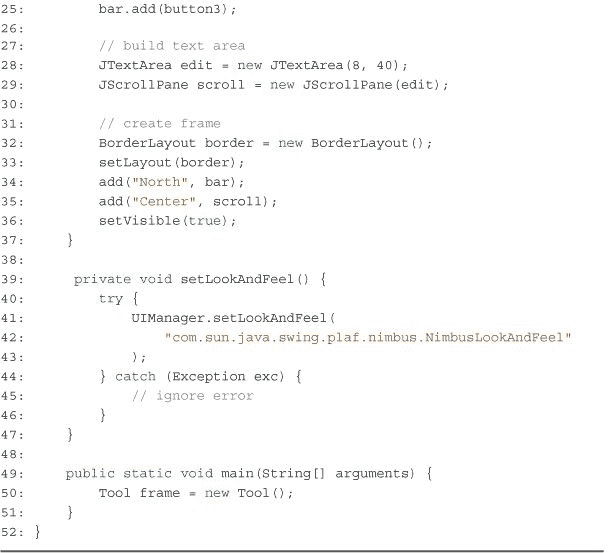 25:         bar.add(button3);
26:
27:         // build text area
28:         JTextArea edit = new JTextArea(8, 40);
29:         JScrollPane scroll = new JScrollPane(edit);
30:
31:         // create frame
32:         BorderLayout border = new BorderLayout();
33:         setLayout(border);
34:         add("North", bar);
35:         add("Center", scroll);
36:         setVisible(true);
37:     }
38:
39:      private void setLookAndFeel() {
40:         try {
41:             UIManager.setLookAndFeel(
42:                 "com.sun.java.swing.plaf.nimbus.NimbusLookAndFeel"
43:             );
44:         } catch (Exception exc) {
45:             // ignore error
46:         }
47:     }
48:
49:     public static void main(String[] arguments) {
50:         Tool frame = new Tool();
51:     }
52: }